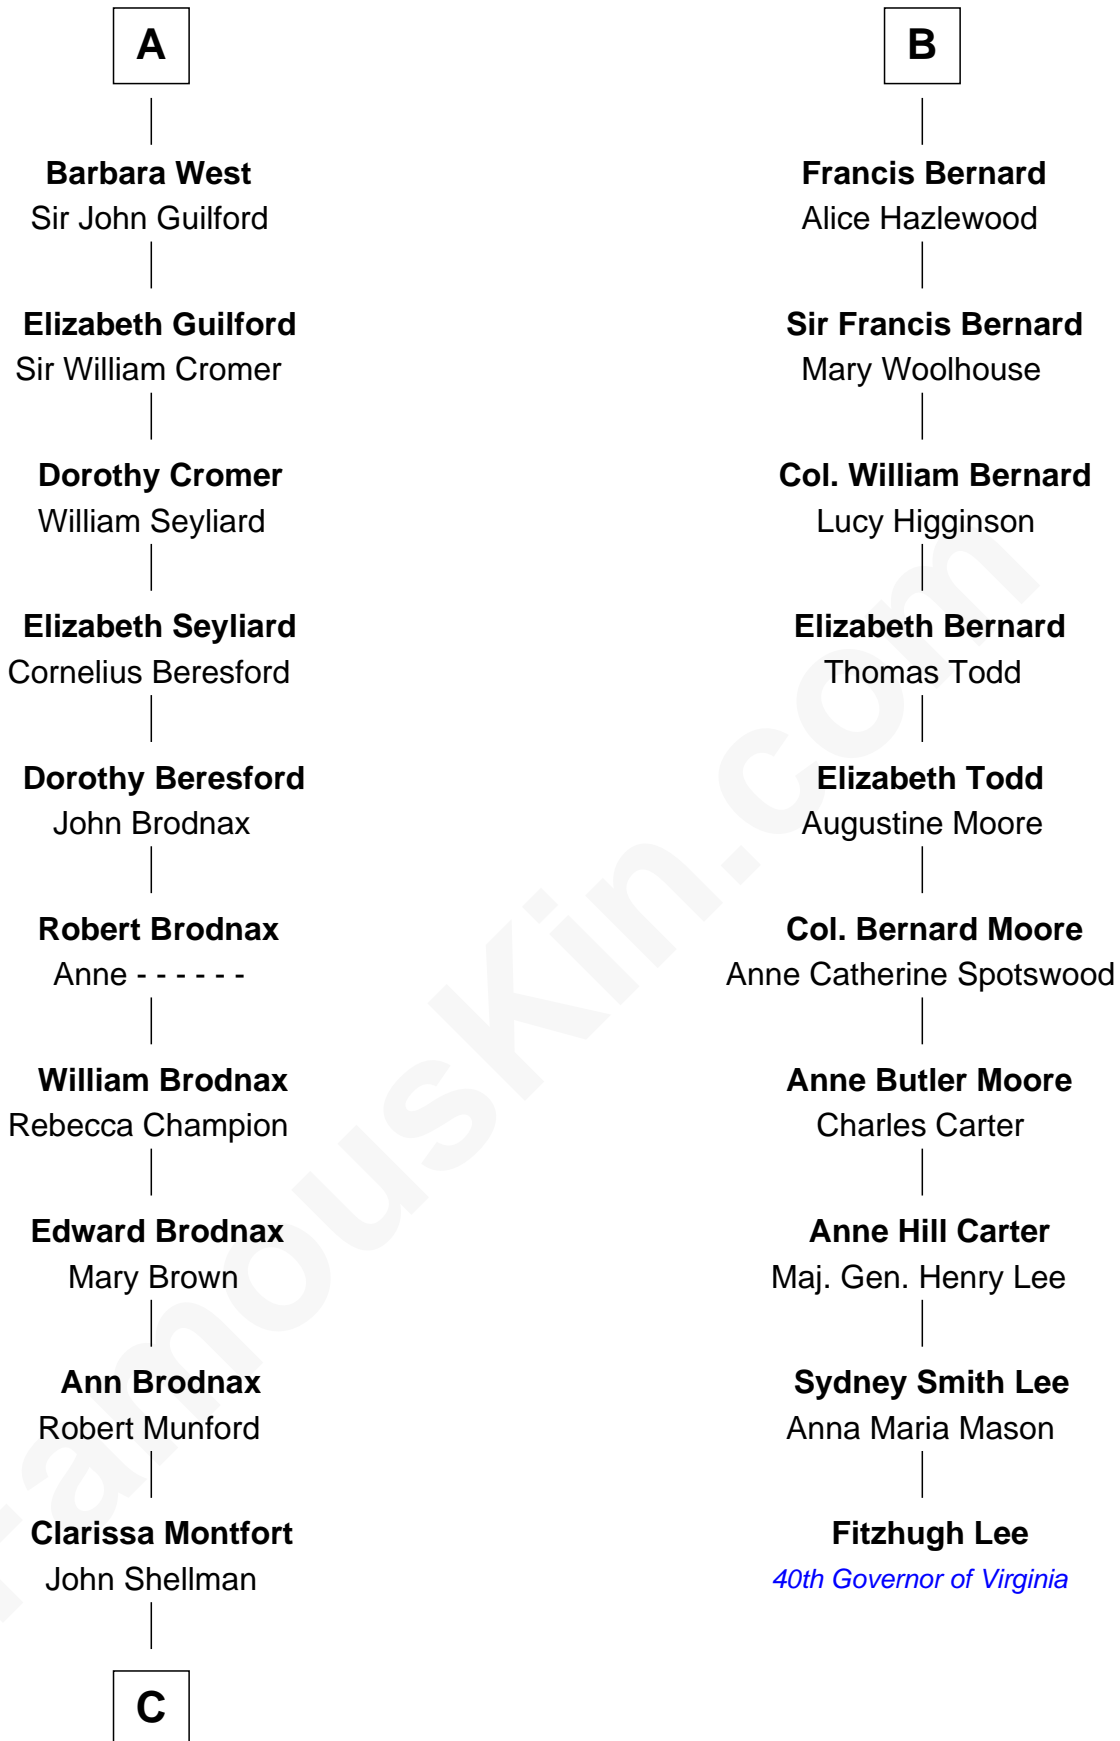 A
Barbara West
Sir John Guilford
Elizabeth Guilford
Sir William Cromer
Dorothy Cromer
William Seyliard
Elizabeth Seyliard
Cornelius Beresford
Dorothy Beresford
John Brodnax
Robert Brodnax
Anne - - - - - -
William Brodnax
Rebecca Champion
Edward Brodnax
Mary Brown
Ann Brodnax
Robert Munford
Clarissa Montfort
John Shellman
C
B
Francis Bernard
Alice Hazlewood
Sir Francis Bernard
Mary Woolhouse
Col. William Bernard
Lucy Higginson
Elizabeth Bernard
Thomas Todd
Elizabeth Todd
Augustine Moore
Col. Bernard Moore
Anne Catherine Spotswood
Anne Butler Moore
Charles Carter
Anne Hill Carter
Maj. Gen. Henry Lee
Sydney Smith Lee
Anna Maria Mason
Fitzhugh Lee
40th Governor of Virginia
FamousKin.com